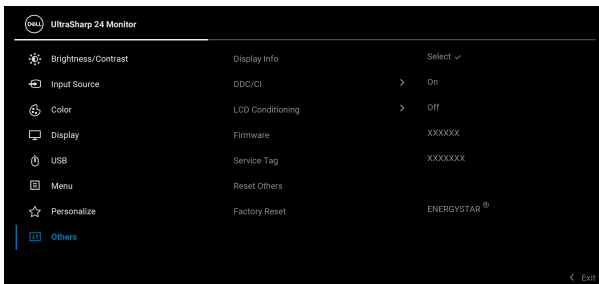 DELL UltraSharp 24 Monitor
Brightness/Contrast Display Info Select
Input Source DDC/CI > On
Color LCD Conditioning > Off
Display Firmware XXXXXX
USB Service Tag XXXXXXX
Menu Reset Others
Personalize Factory Reset ENERGYSTAR ®
Others
< Exit